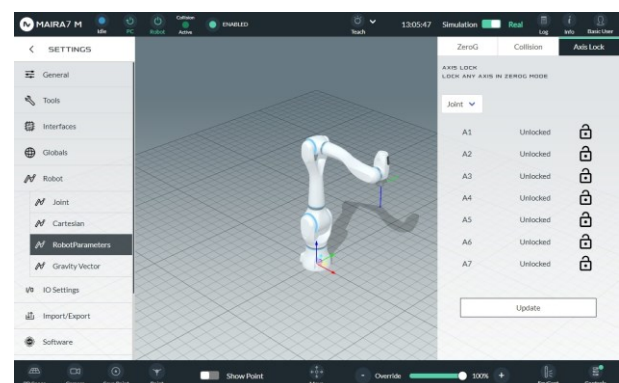 MAIRA7 M
Idle
PC
Robot
Collision
Active
ENABLED
Teach
13:05:47
Simulation
Real
Log
Info
Basic User
SETTINGS
General
Tools
Interfaces
Globals
Robot
Joint
Cartesian
RobotParameters
Gravity Vector
I/O IO Settings
Import/Export
Software
ZeroG Collision Axis Lock
AXIS LOCK
LOCK ANY AXIS IN ZEROG MODE
Joint
A1 Unlocked
A2 Unlocked
A3 Unlocked
A4 Unlocked
A5 Unlocked
A6 Unlocked
A7 Unlocked
Update
Show Point
- Override 100% +